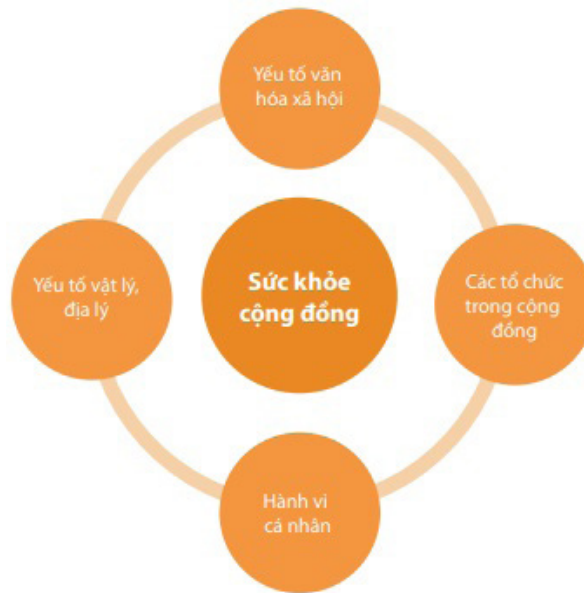 Yếu tố văn
hóa xã hội
Yếu tố vật lý,
địa lý
Sức khỏe
cộng đồng
Các tổ chức
trong cộng
đồng
Hành vi
cá nhân